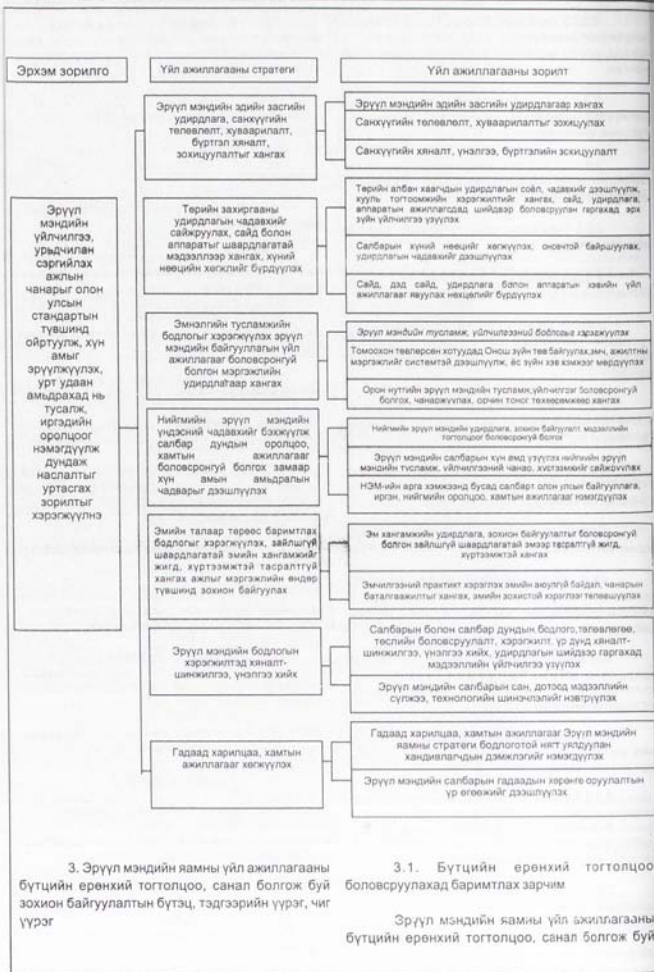 Эрхэм зорилго
Үйл ажиллагааны стратеги
Үйл ажиллагааны зорилт
Эрүүл
мэндийн
үйлчилгээ,
урьдчилан
сэргийлэх
ажлын
чанарыг олон
улсын
стандартын
түвшинд
ойртуулж, хүн
амыг
эрүүлжүүлэх,
урт удаан
амьдрахад нь
тусалж,
иргэдийн
оролцоог
нэмэгдүүлж
дундаж
наслалтыг
уртасгах
зорилтыг
хэрэгжүүлнэ
Эрүүл мэндийн эдийн засгийн
удирдлага, санхүүгийн
төлөвлөлт, хуваарилалт,
бүртгэл хяналт,
зохицуулалтыг хангах
Эрүүл мэндийн эдийн засгийн удирдлагаар хангах
Санхүүгийн төлөвлөлт, хуваарилалтыг зохицуулах
Санхүүгийн хяналт, үнэлгээ, бүртгэлийн зохицуулалт
Төрийн захиргааны
удирдлагын чадавхийг
сайжруулах, сайд болон
аппаратыг шаардлагатай
мэдээллээр хангах, хүний
нөөцийн хөгжлийг бүрдүүлэх
Төрийн албан хаагчдын удирдлагын соёл, чадавхийг дээшлүүлж,
хууль тогтоомжийн хэрэгжилтийг хангах, сайд, удирдлага,
аппаратын ажиллагсдад шийдвэр боловсруулан гаргахад эрх
зүйн үйлчилгээ үзүүлэх
Салбарын хүний нөөцийг хөгжүүлэх, оновчтой байршуулах,
удирдлагын чадавхийг дээшлүүлэх
Сайд, дэд сайд, удирдлага болон аппаратын хэвийн үйл
ажиллагааг явуулах нөхцөлийг бүрдүүлэх
Эмнэлгийн тусламжийн
бодлогыг хэрэгжүүлэх эрүүл
мэндийн байгууллагын үйл
ажиллагааг боловсронгуй
болгон мэргэжлийн
удирдлагаар хангах
Эрүүл мэндийн тусламж, үйлчилгээний бодлогыг хэрэгжүүлэх
Томоохон төвлөрсөн хотуудад Онош зүйн төв байгуулах, эмч, ажилтны
мэргэжлийг системтэй дээшлүүлж, ёс зүйн хэв хэмжээг мөрдүүлэх
Орон нутгийн эрүүл мэндийн тусламж, үйлчилгээг боловсронгуй
болгох, чанаржуулах, орчин тоног төхөөрөмжөөр хангах
Нийгмийн эрүүл мэндийн
үндэсний чадавхийг бэхжүүлж
салбар дундын оролцоо,
хамтын ажиллагааг
боловсронгуй болгох замаар
хүн амын амьдралын
чадварыг дээшлүүлэх
Нийгмийн эрүүл мэндийн удирдлага, зохион байгуулалт, мэдээллийн
тогтолцоог боловсронгуй болгох
Эрүүл мэндийн салбарын хүн амд үзүүлэх нийгмийн эрүүл
мэндийн тусламж, үйлчилгээний чанар, хүртээмжийг сайжруулах
НЭМ-ийн арга хэмжээнд бусад салбарт олон улсын байгууллага,
иргэн, нийгмийн оролцоо, хамтын ажиллагааг нэмэгдүүлэх
Эмийн талаар төрөөс баримтлах
бодлогыг хэрэгжүүлэх, зайлшгүй
шаардлагатай эмийн хангамжийг
жигд, хүртээмжтэй тасралтгүй
хангах ажлыг мэргэжлийн өндөр
түвшинд зохион байгуулах
Эм хангамжийн удирдлага, зохион байгуулалтыг боловсронгуй
болгон зайлшгүй шаардлагатай эмээр тасралтгүй жигд,
хүртээмжтэй хангах
Эмчилгээний практикт хэрэглэх эмийн аюулгүй байдал, чанарын
баталгаажилтыг хангах, эмийн зохистой хэрэглээг төлөвшүүлэх
Эрүүл мэндийн бодлогын
хэрэгжилтэд хяналт-
шинжилгээ, үнэлгээ хийх
Салбарын болон салбар дундын бодлого, төлөвлөгөө,
төслийн боловсруулалт, хэрэгжилт, үр дүнд хяналт-
шинжилгээ, үнэлгээ хийх, удирдлагын шийдвэр гаргахад
мэдээллийн үйлчилгээ үзүүлэх
Эрүүл мэндийн салбарын сан, дотоод мэдээллийн
сүлжээ, технологийн шинэчлэлийг нэвтрүүлэх
Гадаад харилцаа, хамтын
ажиллагааг хөгжүүлэх
Гадаад харилцаа, хамтын ажиллагааг Эрүүл мэндийн
яамны стратеги бодлоготой нягт уялдуулан
хандивлагчдын дэмжлэгийг нэмэгдүүлэх
Эрүүл мэндийн салбарын гадаадын хөрөнгө оруулалтын
үр өгөөжийг дээшлүүлэх
3. Эрүүл мэндийн яамны үйл ажиллагааны
бүтцийн ерөнхий тогтолцоо, санал болгож буй
зохион байгуулалтын бүтэц, тэдгээрийн үүрэг, чиг
үүрэг
3.1. Бүтцийн ерөнхий тогтолцоо
боловсруулахад баримтлах зарчим
Эрүүл мэндийн яамны үйл ажиллагааны
бүтцийн ерөнхий тогтолцоо, санал болгож буй